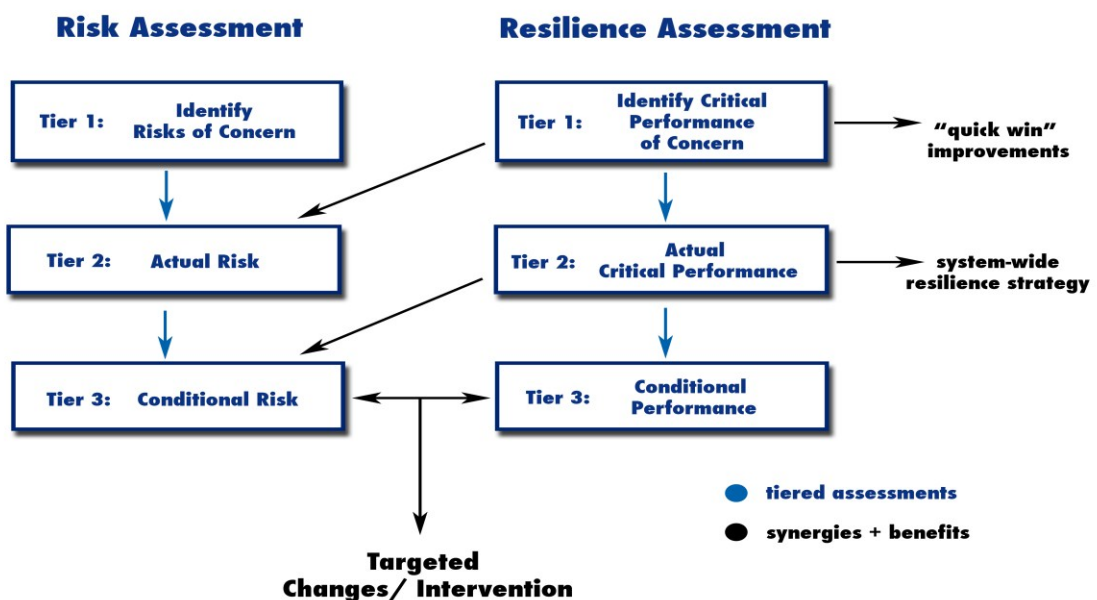 Risk Assessment
Resilience Assessment
Tier 1:
Identify
Risks of Concern
Tier 1:
Identify Critical
Performance
of Concern
"quick win"
improvements
Tier 2:
Actual Risk
Tier 2:
Actual
Critical Performance
system-wide
resilience strategy
Tier 3:
Conditional Risk
Tier 3:
Conditional
Performance
tiered assessments
synergies + benefits
Targeted
Changes/ Intervention